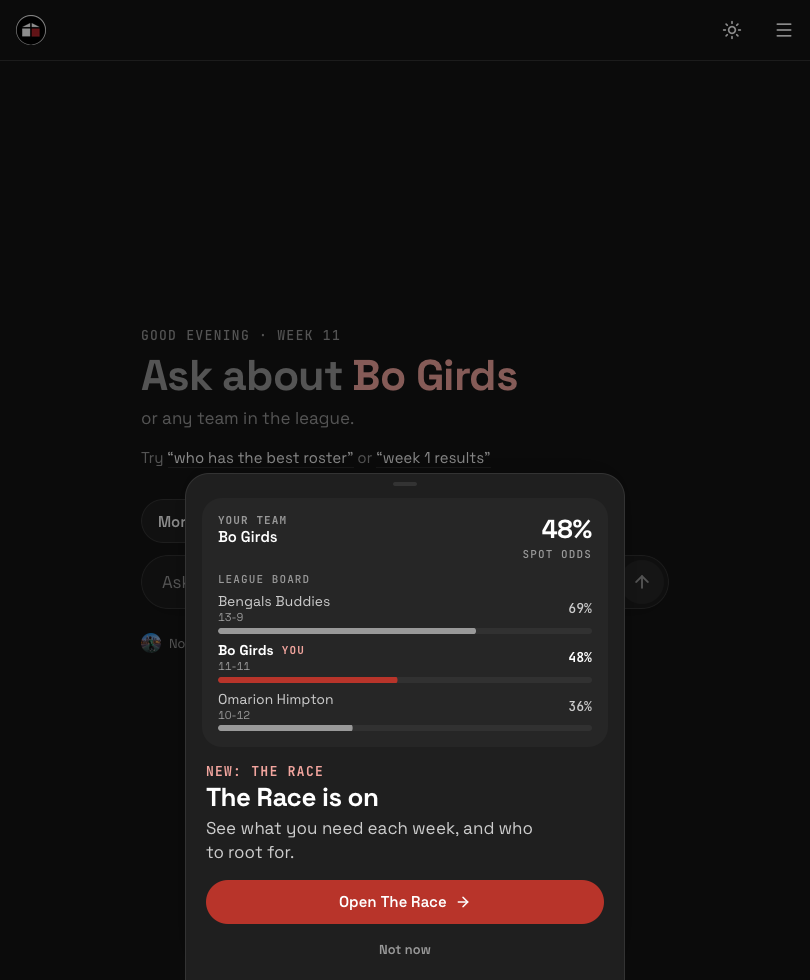 GOOD EVENING · WEEK 11
Ask about Bo Girds
or any team in the league.
Try “who has the best roster” or “week 1 results”
YOUR TEAM
Bo Girds
48%
SPOT ODDS
LEAGUE BOARD
Bengals Buddies
13-9
69%
Bo Girds YOU
11-11
48%
Omarion Himpton
10-12
36%
NEW: THE RACE
The Race is on
See what you need each week, and who
to root for.
Open The Race →
Not now